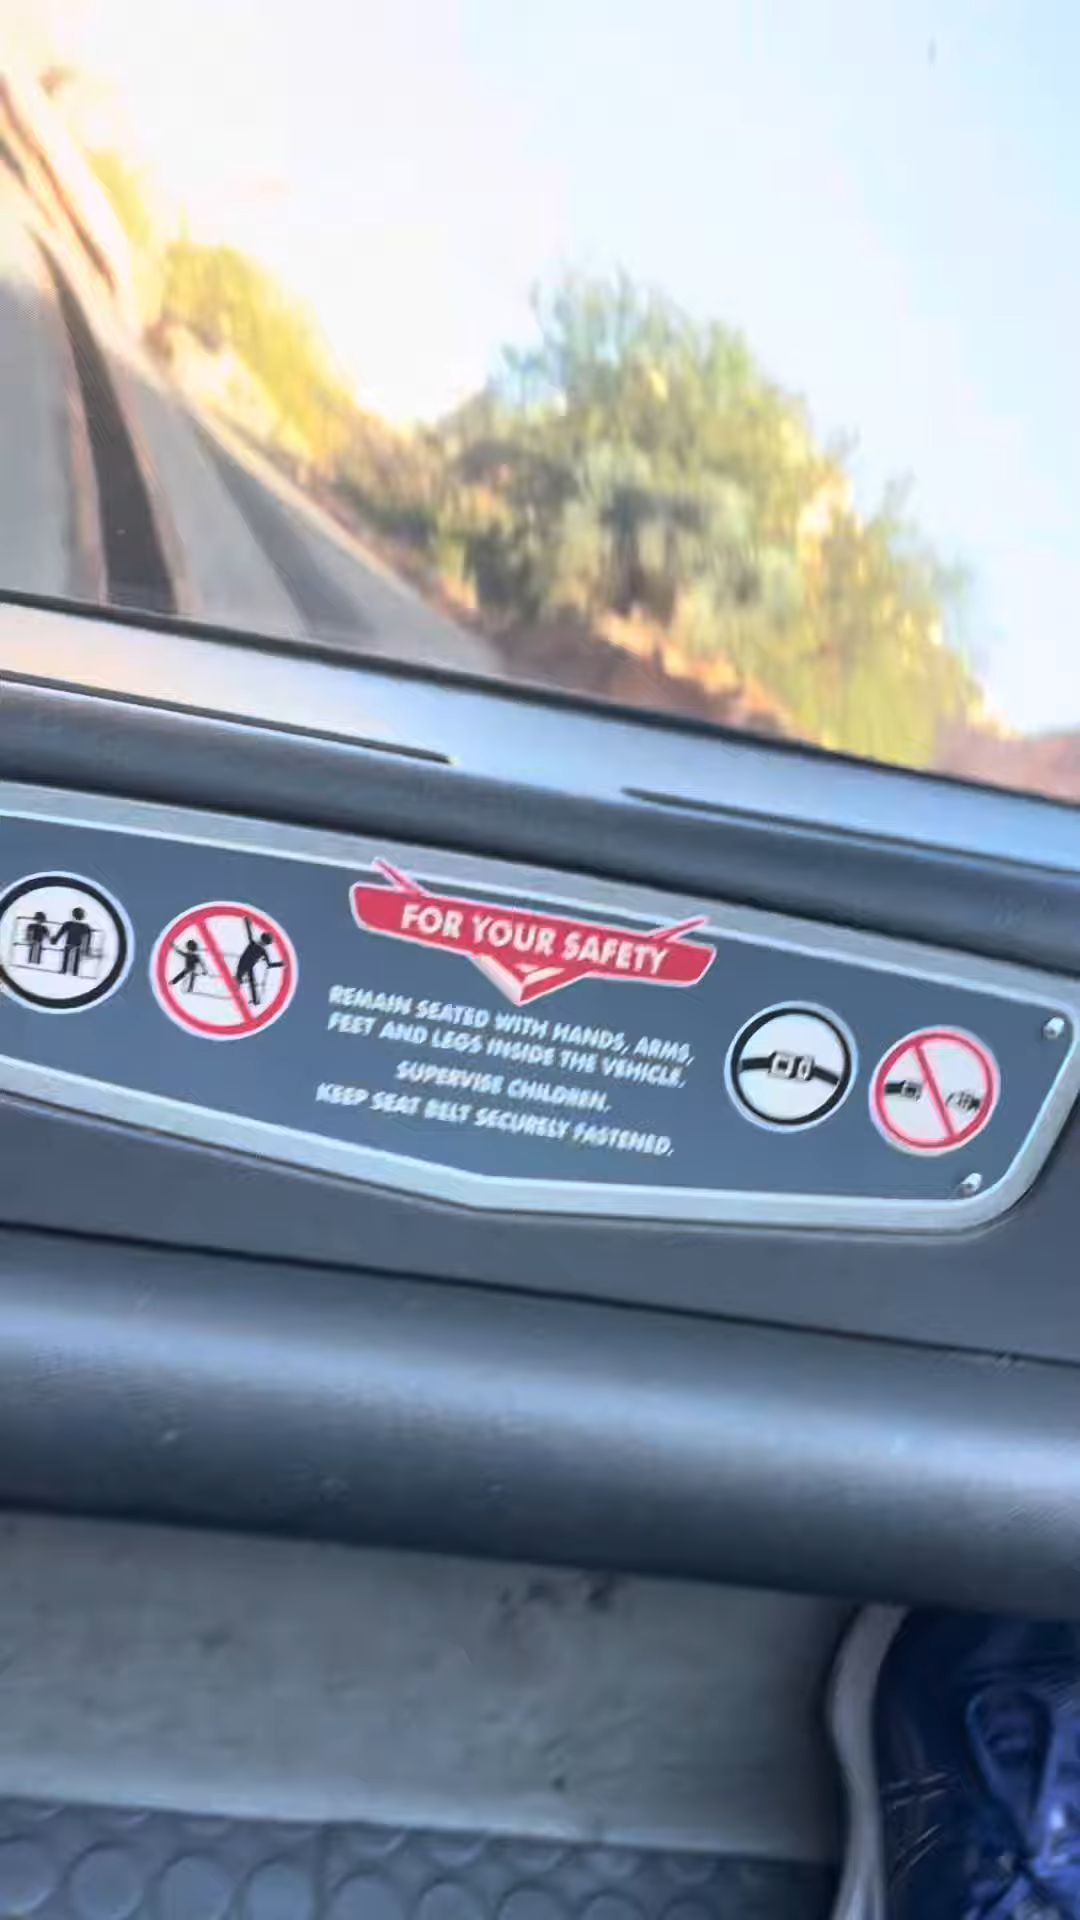 FOR YOUR SAFETY
REMAIN SEATED WITH HANDS, ARMS,
FEET AND LEGS INSIDE THE VEHICLE.
SUPERVISE CHILDREN.
KEEP SEAT BELT SECURELY FASTENED.